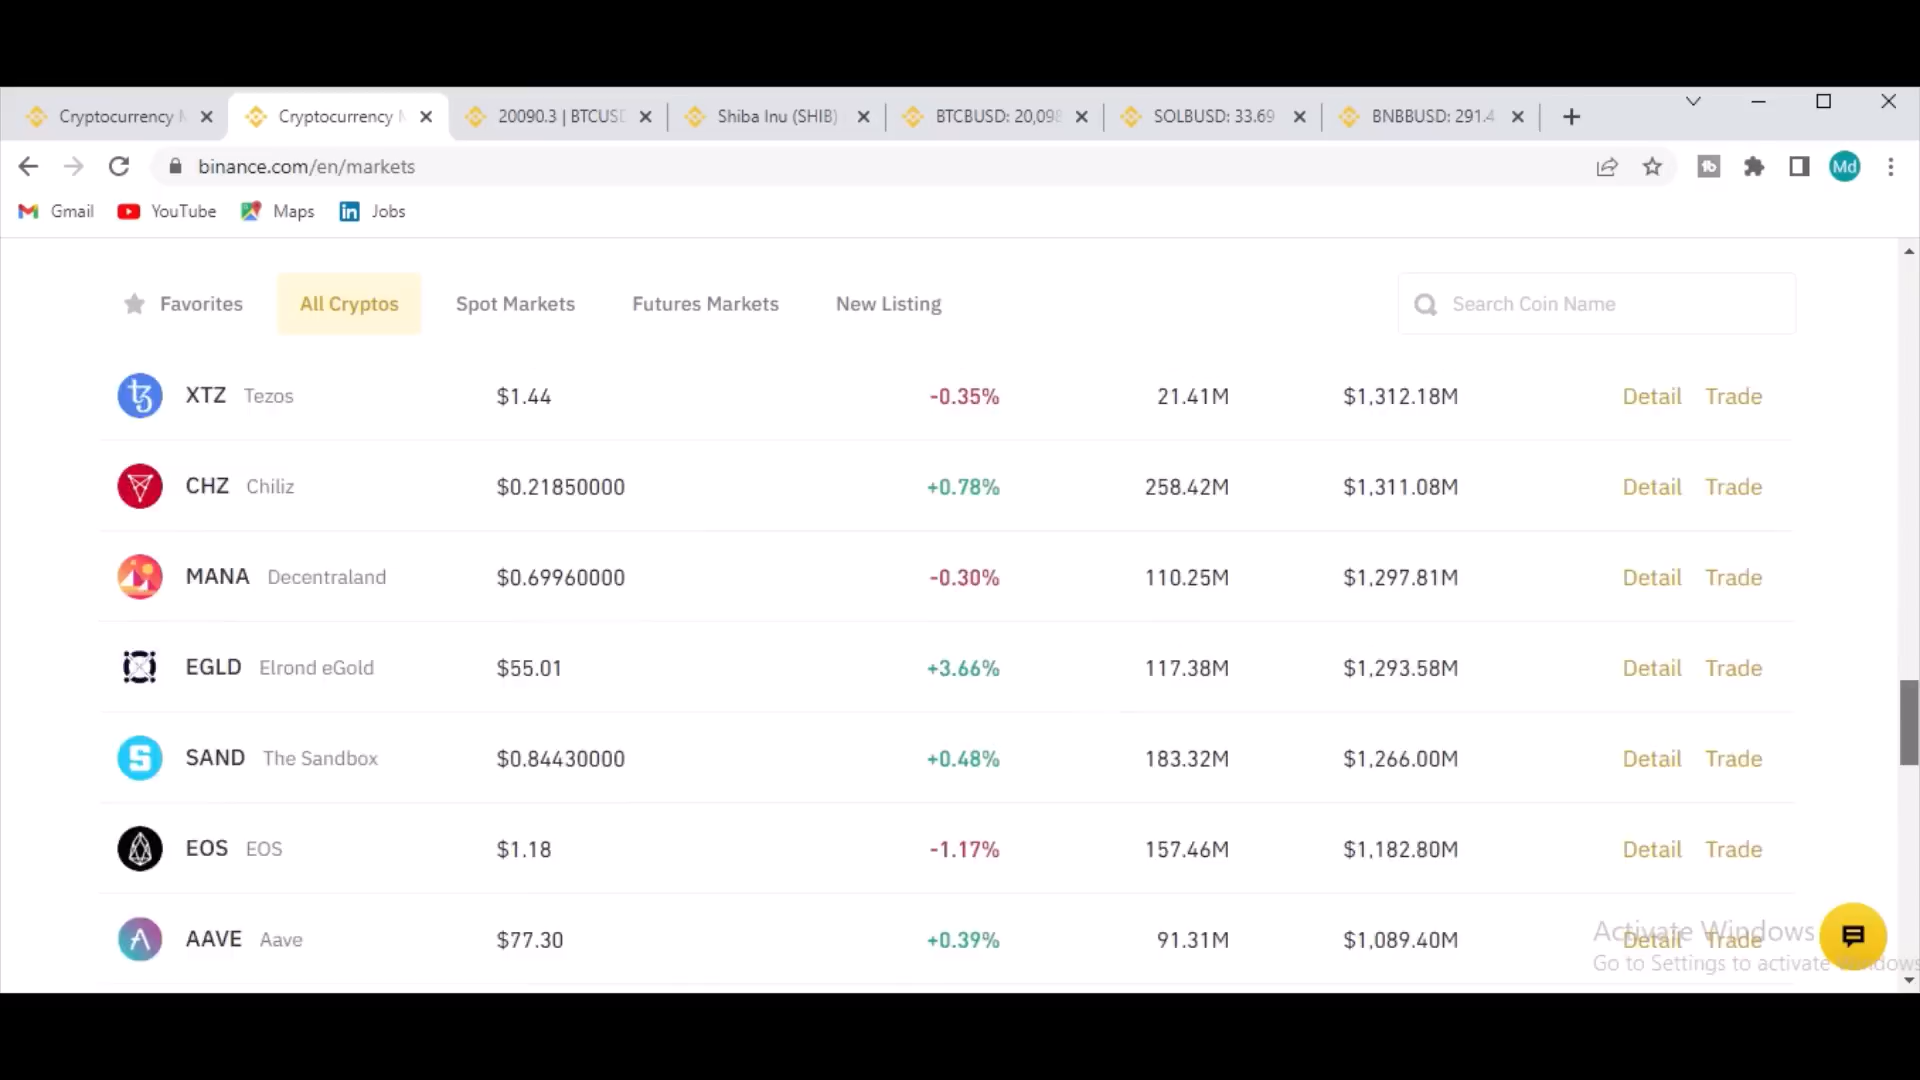 Cryptocurrency M
Cryptocurrency M
20090.3 | BTCUSD
Shiba Inu (SHIB)
BTCBUSD: 20,098
SOLBUSD: 33.69
BNBBUSD: 291.4
binance.com/en/markets
Md
Gmail YouTube Maps Jobs
Favorites All Cryptos Spot Markets Futures Markets New Listing Search Coin Name
XTZ Tezos $1.44 -0.35% 21.41M $1,312.18M Detail Trade
CHZ Chiliz $0.21850000 +0.78% 258.42M $1,311.08M Detail Trade
MANA Decentraland $0.69960000 -0.30% 110.25M $1,297.81M Detail Trade
EGLD Elrond eGold $55.01 +3.66% 117.38M $1,293.58M Detail Trade
SAND The Sandbox $0.84430000 +0.48% 183.32M $1,266.00M Detail Trade
EOS EOS $1.18 -1.17% 157.46M $1,182.80M Detail Trade
AAVE Aave $77.30 +0.39% 91.31M $1,089.40M Detail Trade
Activate Windows
Go to Settings to activate Windows